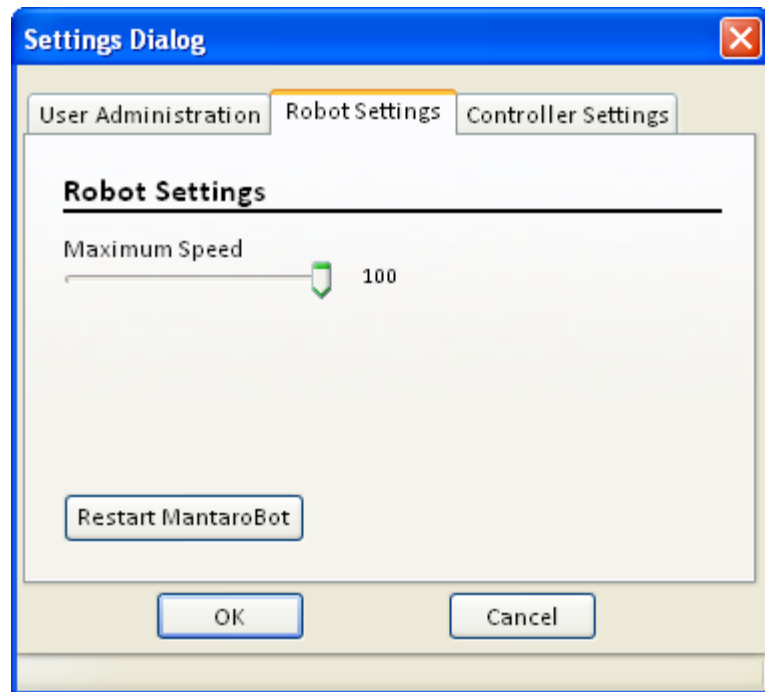 Settings Dialog
User Administration Robot Settings Controller Settings
Robot Settings
Maximum Speed
100
Restart MantaroBot
OK Cancel